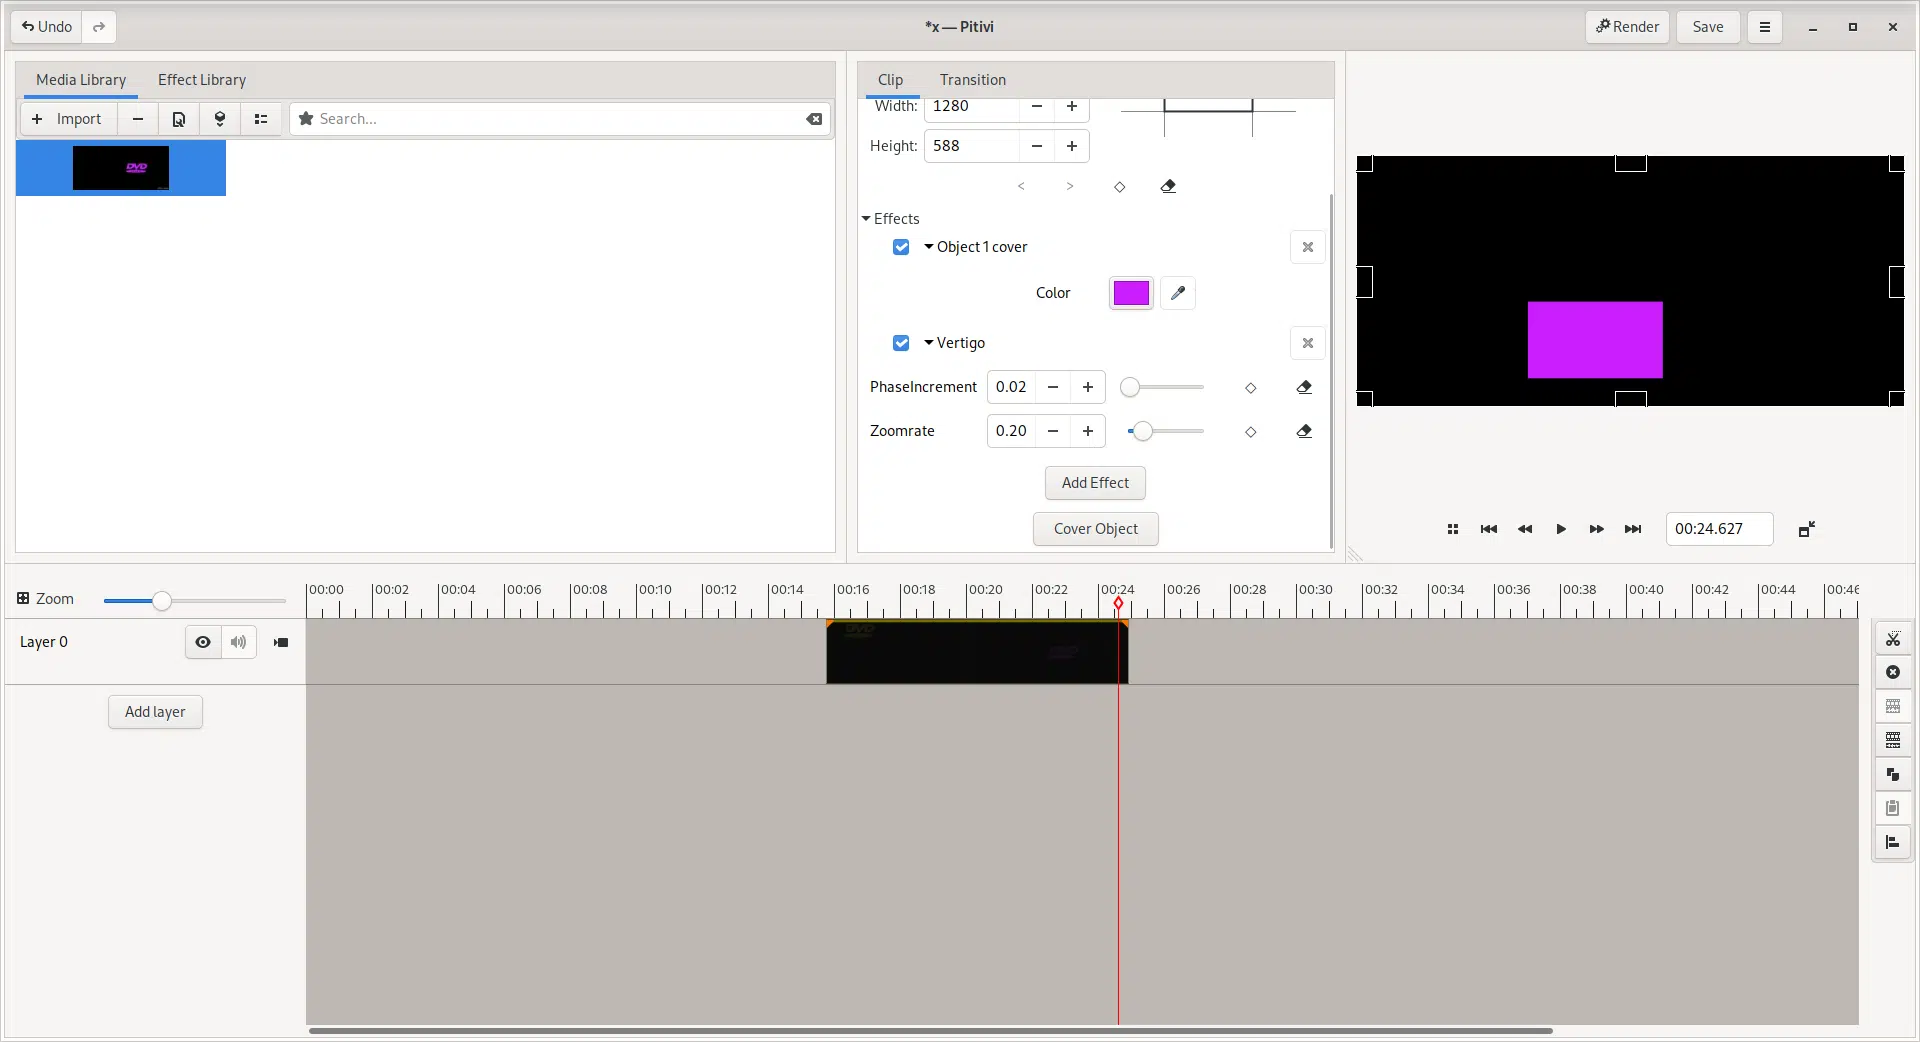 Undo
*x — Pitivi
Render
Save
Media Library
Effect Library
Import
Search...
DVD
Clip
Transition
Width: 1280
Height: 588
Effects
Object 1 cover
Color
Vertigo
PhaseIncrement 0.02
Zoomrate 0.20
Add Effect
Cover Object
00:24.627
Zoom
00:00 00:02 00:04 00:06 00:08 00:10 00:12 00:14 00:16 00:18 00:20 00:22 00:24 00:26 00:28 00:30 00:32 00:34 00:36 00:38 00:40 00:42 00:44 00:46
Layer 0
DVD
Add layer